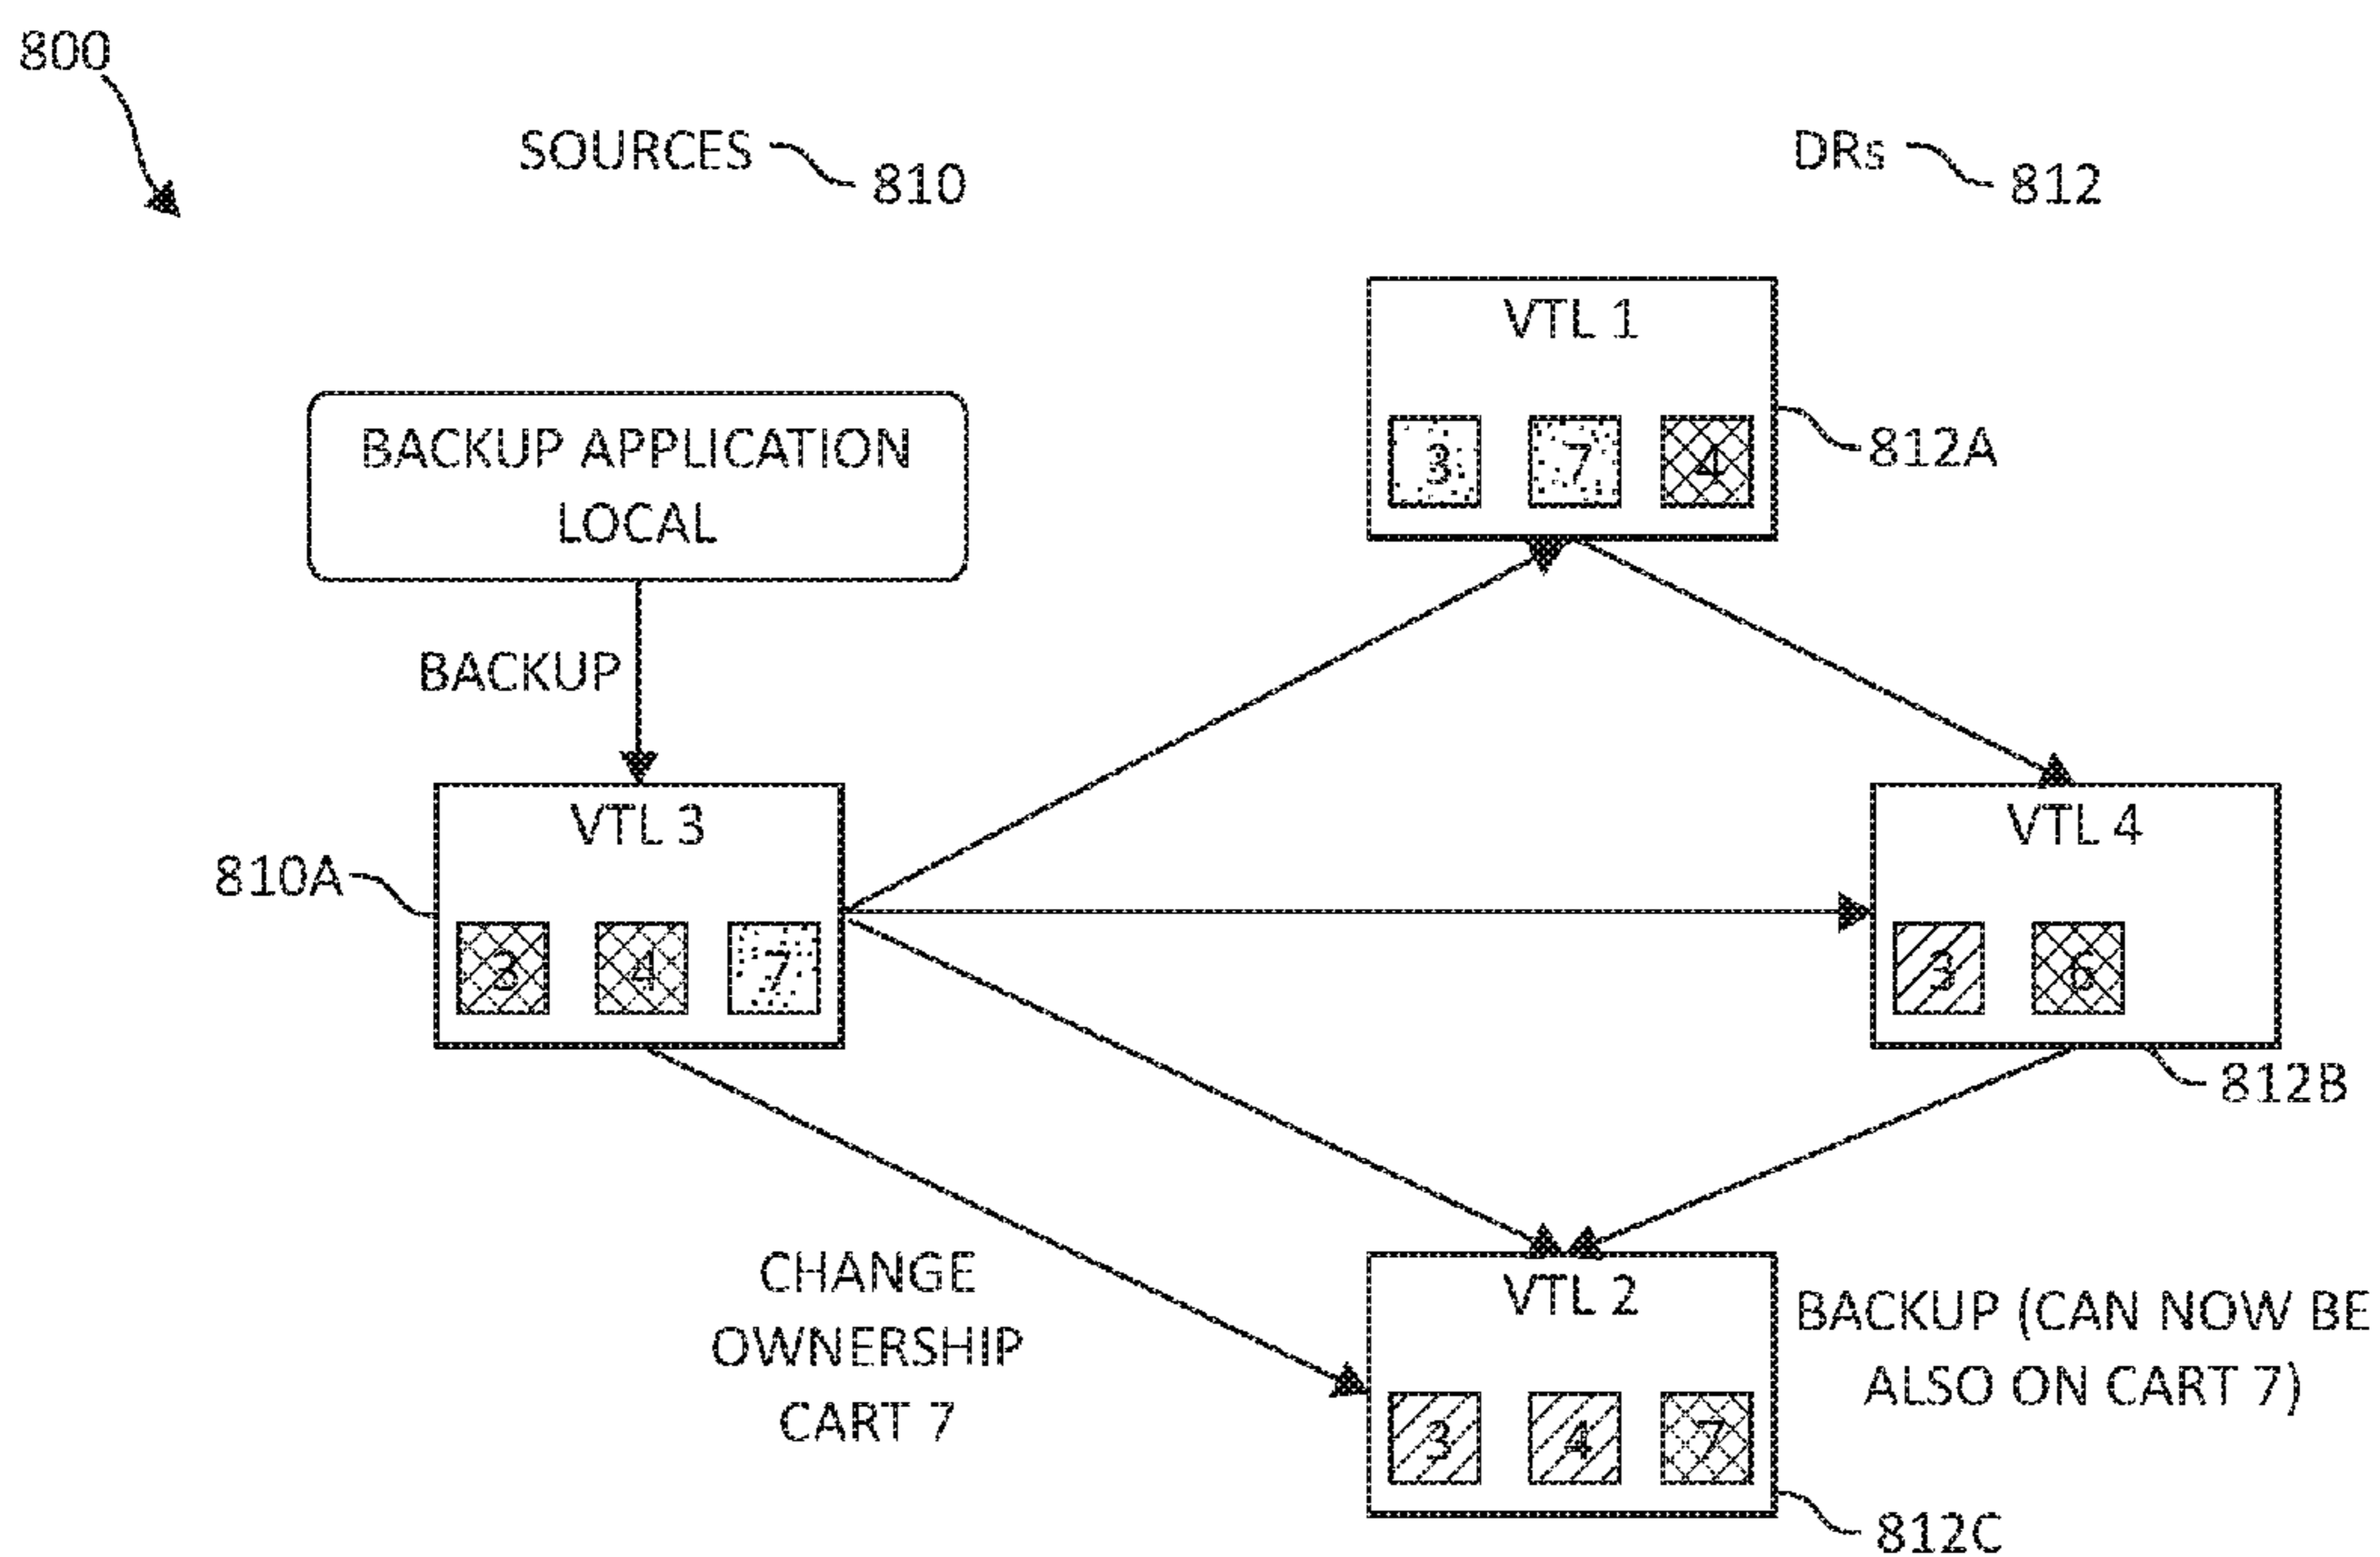 800
SOURCES 810
DRs 812
VTL 1
3 7 4
812A
BACKUP APPLICATION
LOCAL
BACKUP
VTL 3
810A
3 4 7
VTL 4
3 6
812B
CHANGE
OWNERSHIP
CART 7
VTL 2
3 4 7
BACKUP (CAN NOW BE
ALSO ON CART 7)
812C